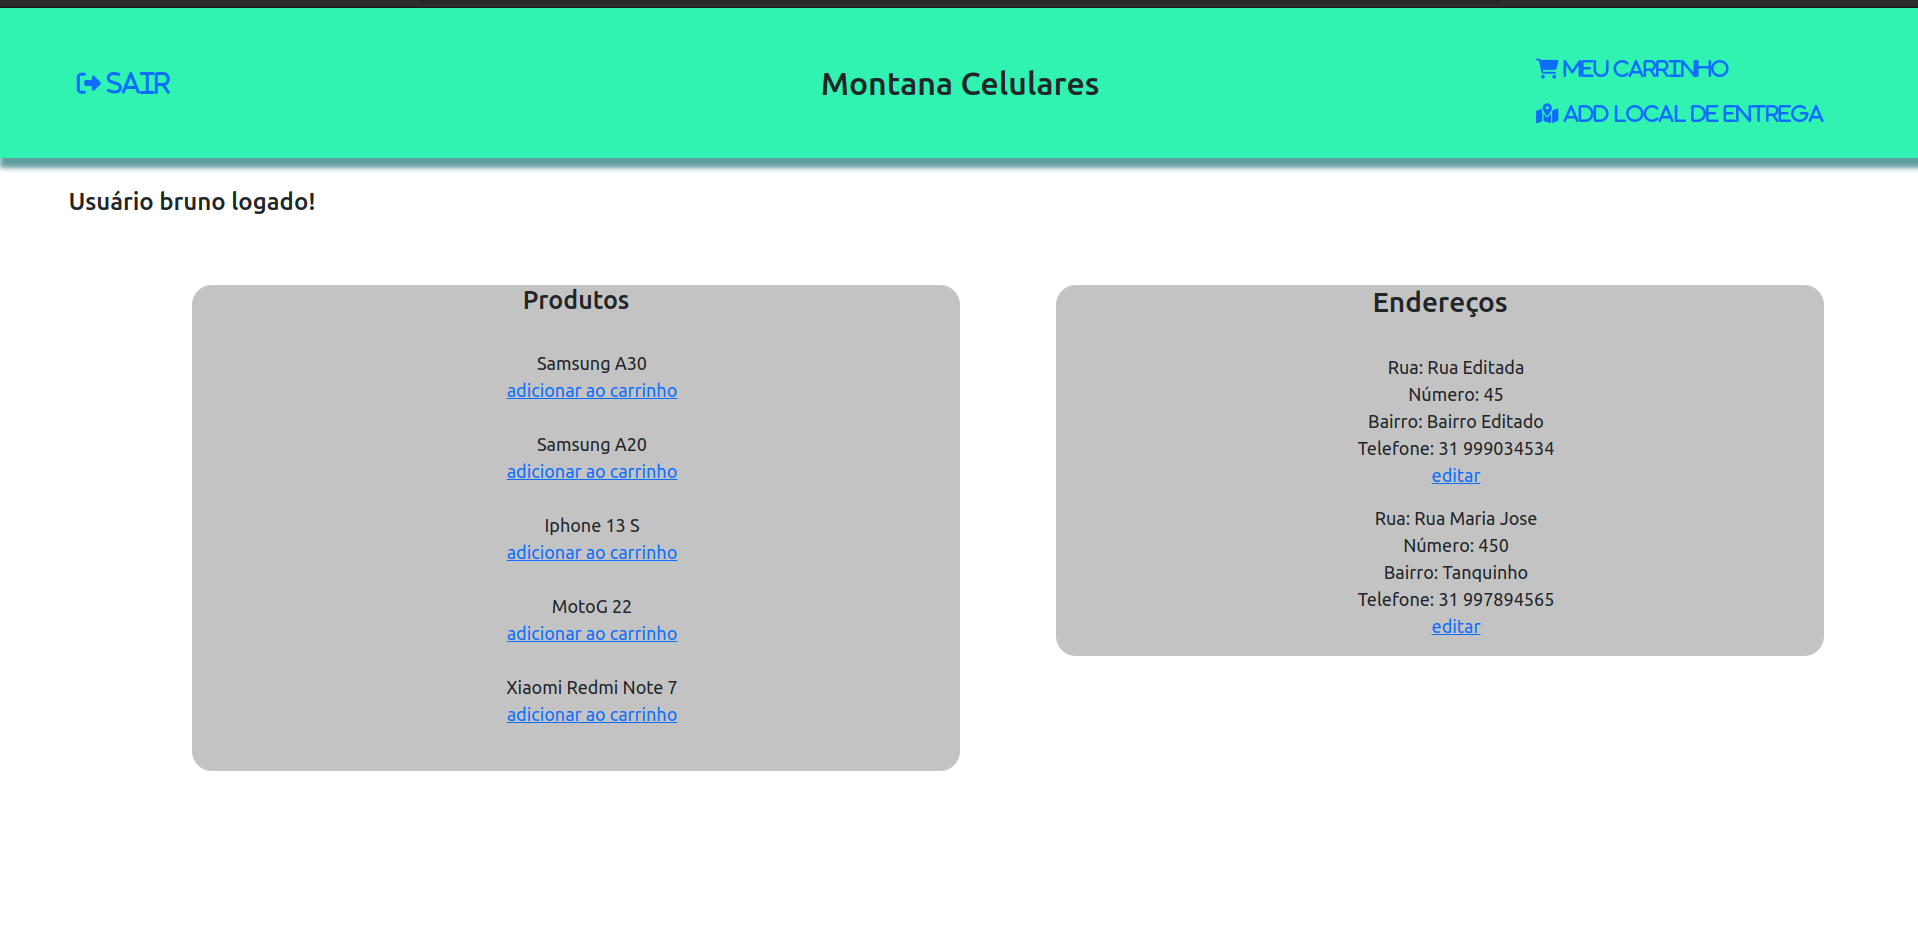 SAIR
Montana Celulares
MEU CARRINHO
ADD LOCAL DE ENTREGA
Usuário bruno logado!
Produtos
Samsung A30
adicionar ao carrinho
Samsung A20
adicionar ao carrinho
Iphone 13 S
adicionar ao carrinho
MotoG 22
adicionar ao carrinho
Xiaomi Redmi Note 7
adicionar ao carrinho
Endereços
Rua: Rua Editada
Número: 45
Bairro: Bairro Editado
Telefone: 31 999034534
editar
Rua: Rua Maria Jose
Número: 450
Bairro: Tanquinho
Telefone: 31 997894565
editar